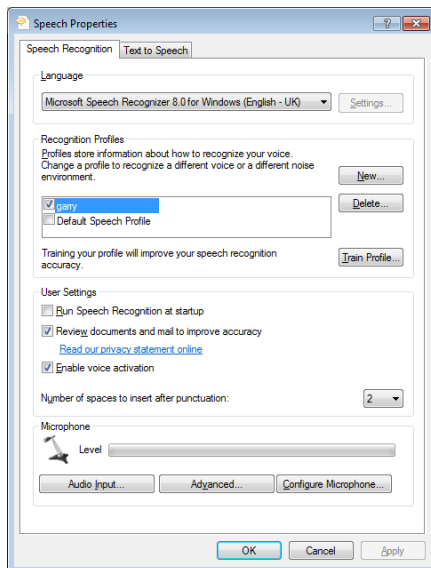 Speech Properties
Speech Recognition
Text to Speech
Language
Microsoft Speech Recognizer 8.0 for Windows (English - UK)
Settings...
Recognition Profiles
Profiles store information about how to recognize your voice.
Change a profile to recognize a different voice or a different noise
environment.
New...
garry
Delete...
Default Speech Profile
Training your profile will improve your speech recognition
accuracy.
Train Profile...
User Settings
Run Speech Recognition at startup
Review documents and mail to improve accuracy
Read our privacy statement online
Enable voice activation
Number of spaces to insert after punctuation:
2
Microphone
Level
Audio Input...
Advanced...
Configure Microphone...
OK
Cancel
Apply